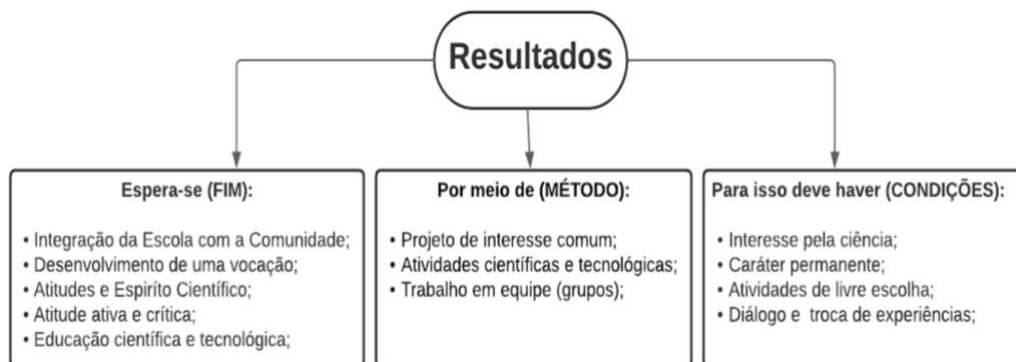 Resultados
Espera-se (FIM):
• Integração da Escola com a Comunidade;
• Desenvolvimento de uma vocação;
• Atitudes e Espiríto Científico;
• Atitude ativa e crítica;
• Educação científica e tecnológica;
Por meio de (MÉTODO):
• Projeto de interesse comum;
• Atividades científicas e tecnológicas;
• Trabalho em equipe (grupos);
Para isso deve haver (CONDIÇÕES):
• Interesse pela ciência;
• Caráter permanente;
• Atividades de livre escolha;
• Diálogo e troca de experiências;